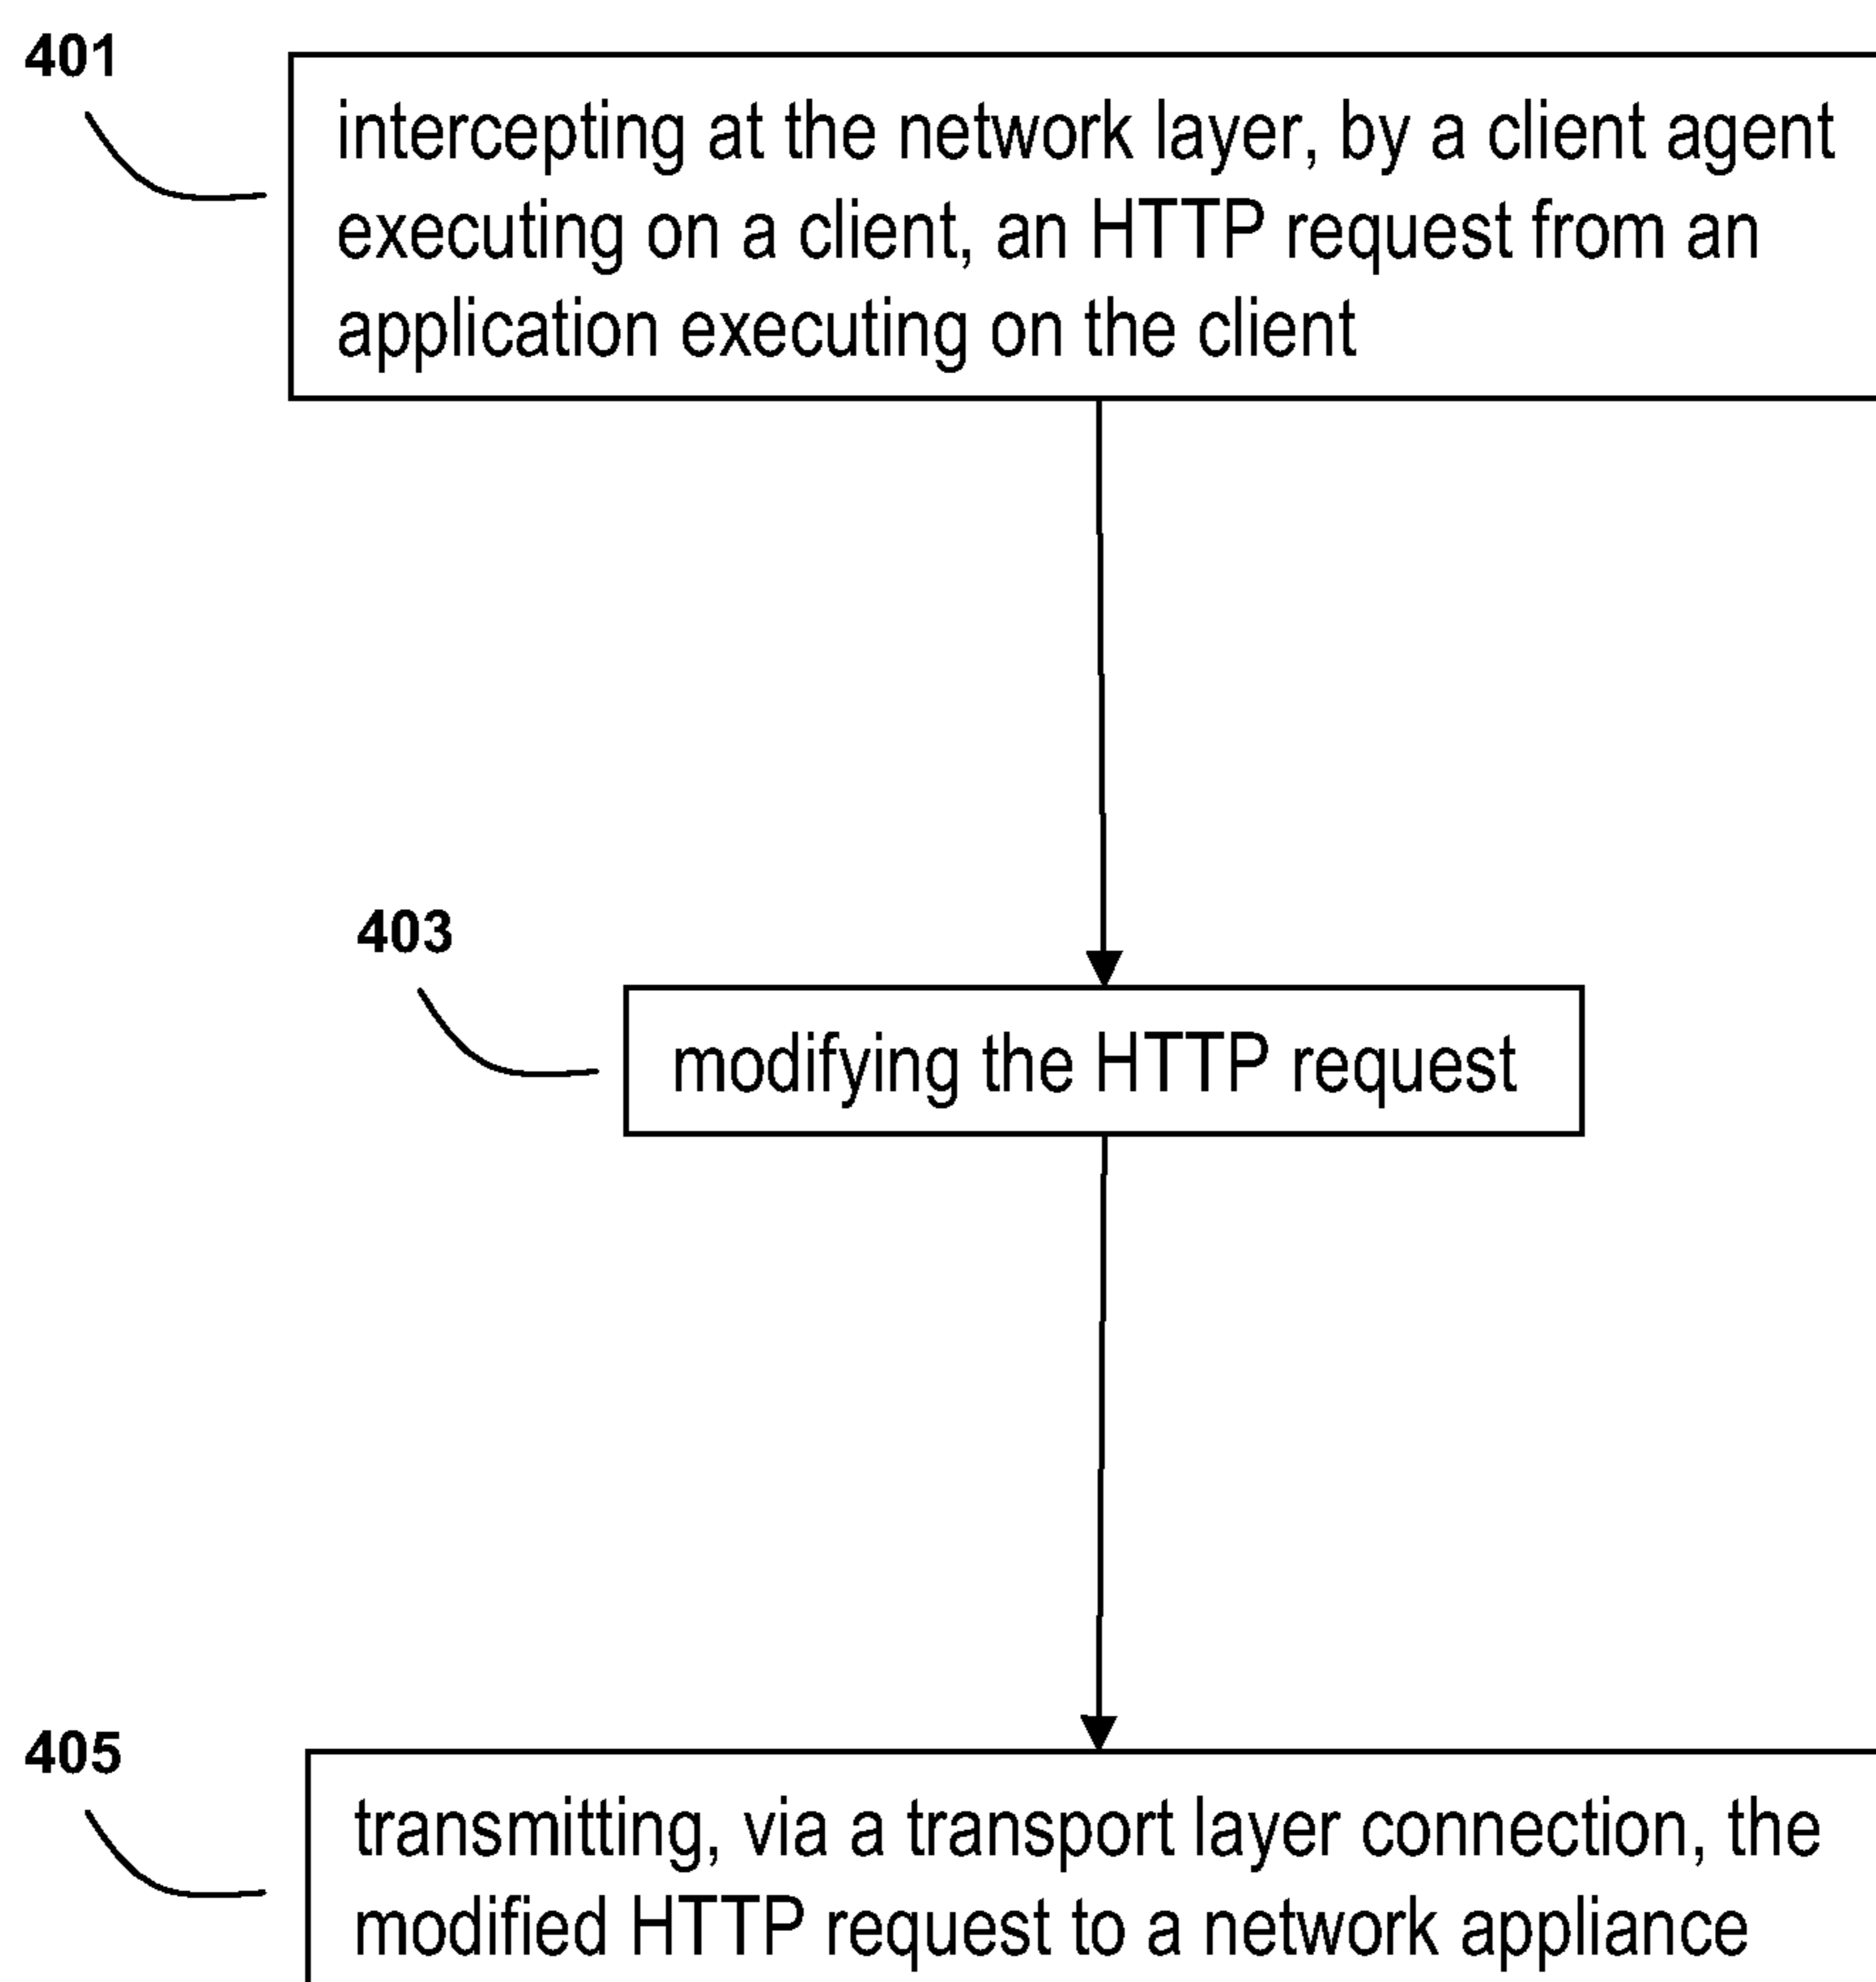 401
intercepting at the network layer, by a client agent
executing on a client, an HTTP request from an
application executing on the client
403
modifying the HTTP request
405
transmitting, via a transport layer connection, the
modified HTTP request to a network appliance